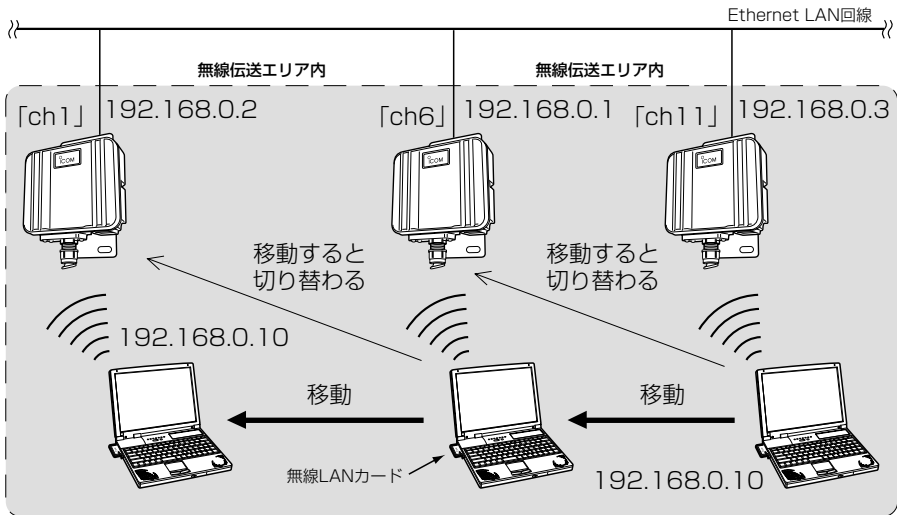 Ethernet LAN回線
無線伝送エリア内
無線伝送エリア内
「ch1」
192.168.0.2
「ch6」
192.168.0.1
「ch11」
192.168.0.3
ICOM
ICOM
ICOM
移動すると
切り替わる
移動すると
切り替わる
192.168.0.10
移動
移動
無線LANカード
192.168.0.10